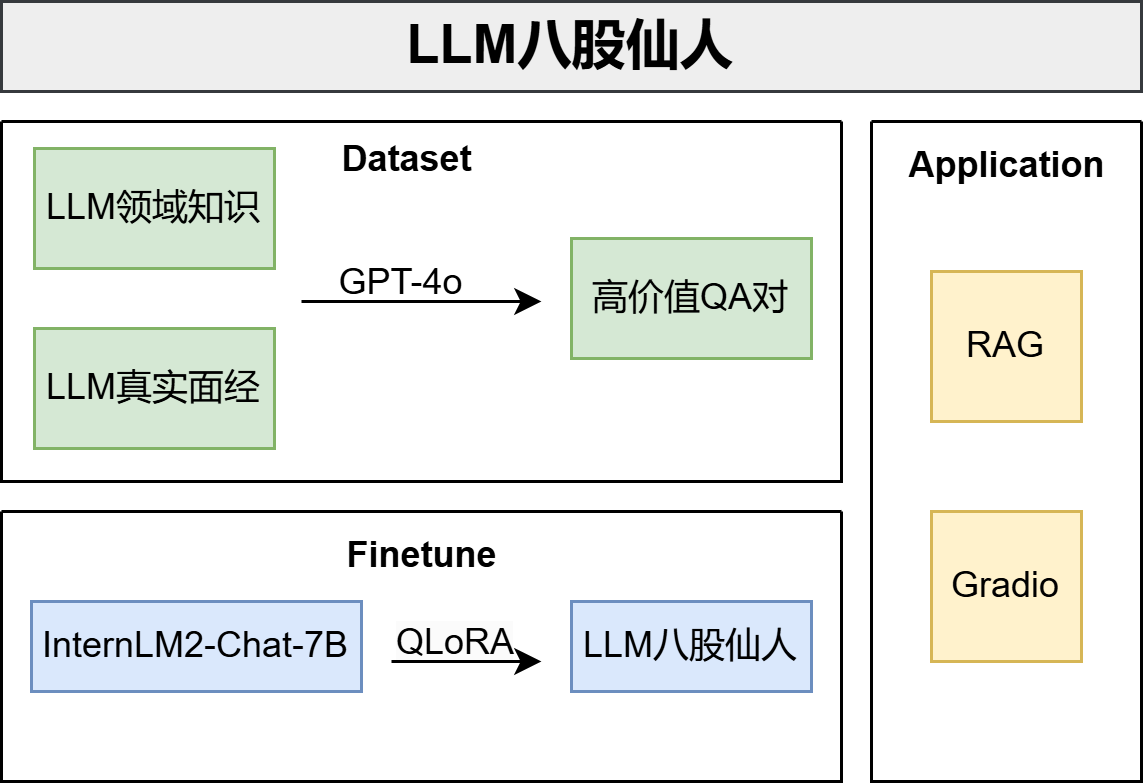 LLM八股仙人
Dataset
LLM领域知识
GPT-4o
高价值QA对
LLM真实面经
Finetune
InternLM2-Chat-7B
QLoRA
LLM八股仙人
Application
RAG
Gradio